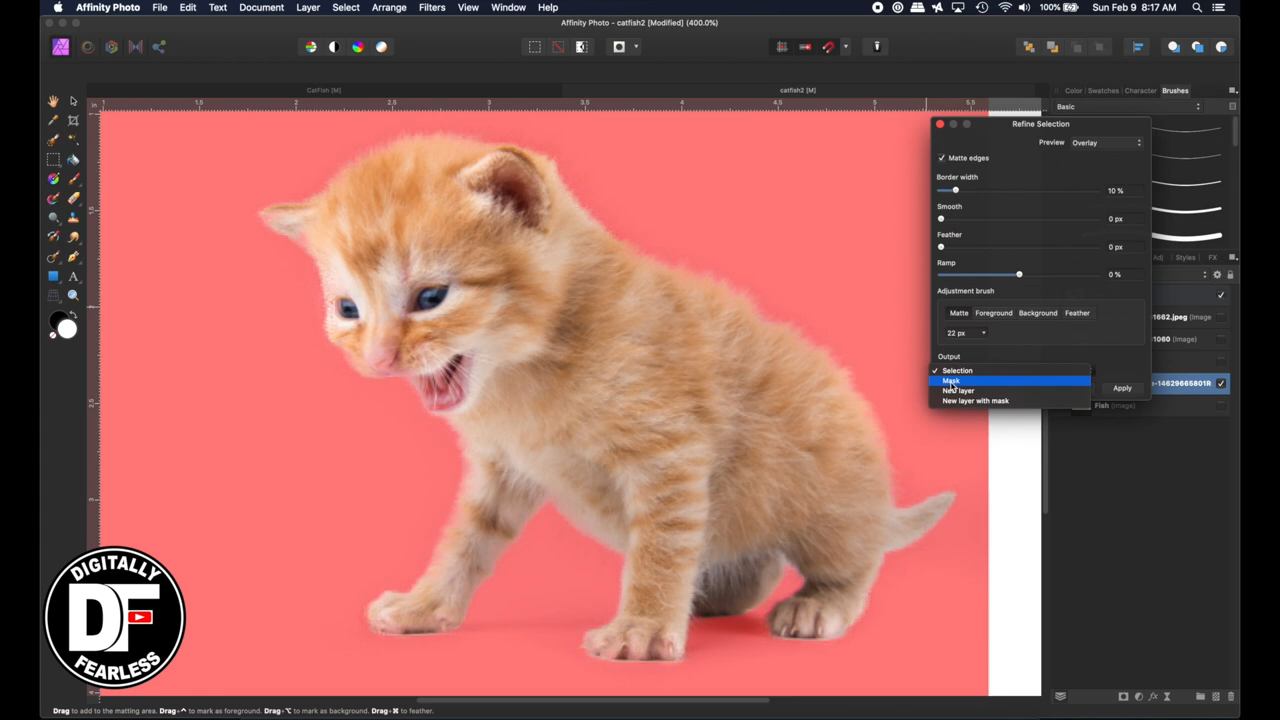 Affinity Photo File Edit Text Document Layer Select Arrange Filters View Window Help
100% Sun Feb 9 8:17 AM
Affinity Photo - catfish2 [Modified] (400.0%)
CatFish [M]
catfish2 [M]
Color Swatches Character Brushes
in 1 1.5 2 2.5 3 3.5 4 4.5 5 5.5
Basic
Refine Selection
Preview Overlay
Matte edges
Border width
10 %
Smooth
0 px
Feather
0 px
Ramp
0 %
Adjustment brush
Matte Foreground Background Feather
22 px
Output
Selection
Mask
New layer
New layer with mask
Apply
Adj Styles FX
1662.jpeg (Image
1060 (Image)
e-14629665801R
Fish (Image)
DIGITALLY
DF
FEARLESS
Drag to add to the matting area. Drag+⌃ to mark as foreground. Drag+⌥ to mark as background. Drag+⌘ to feather.